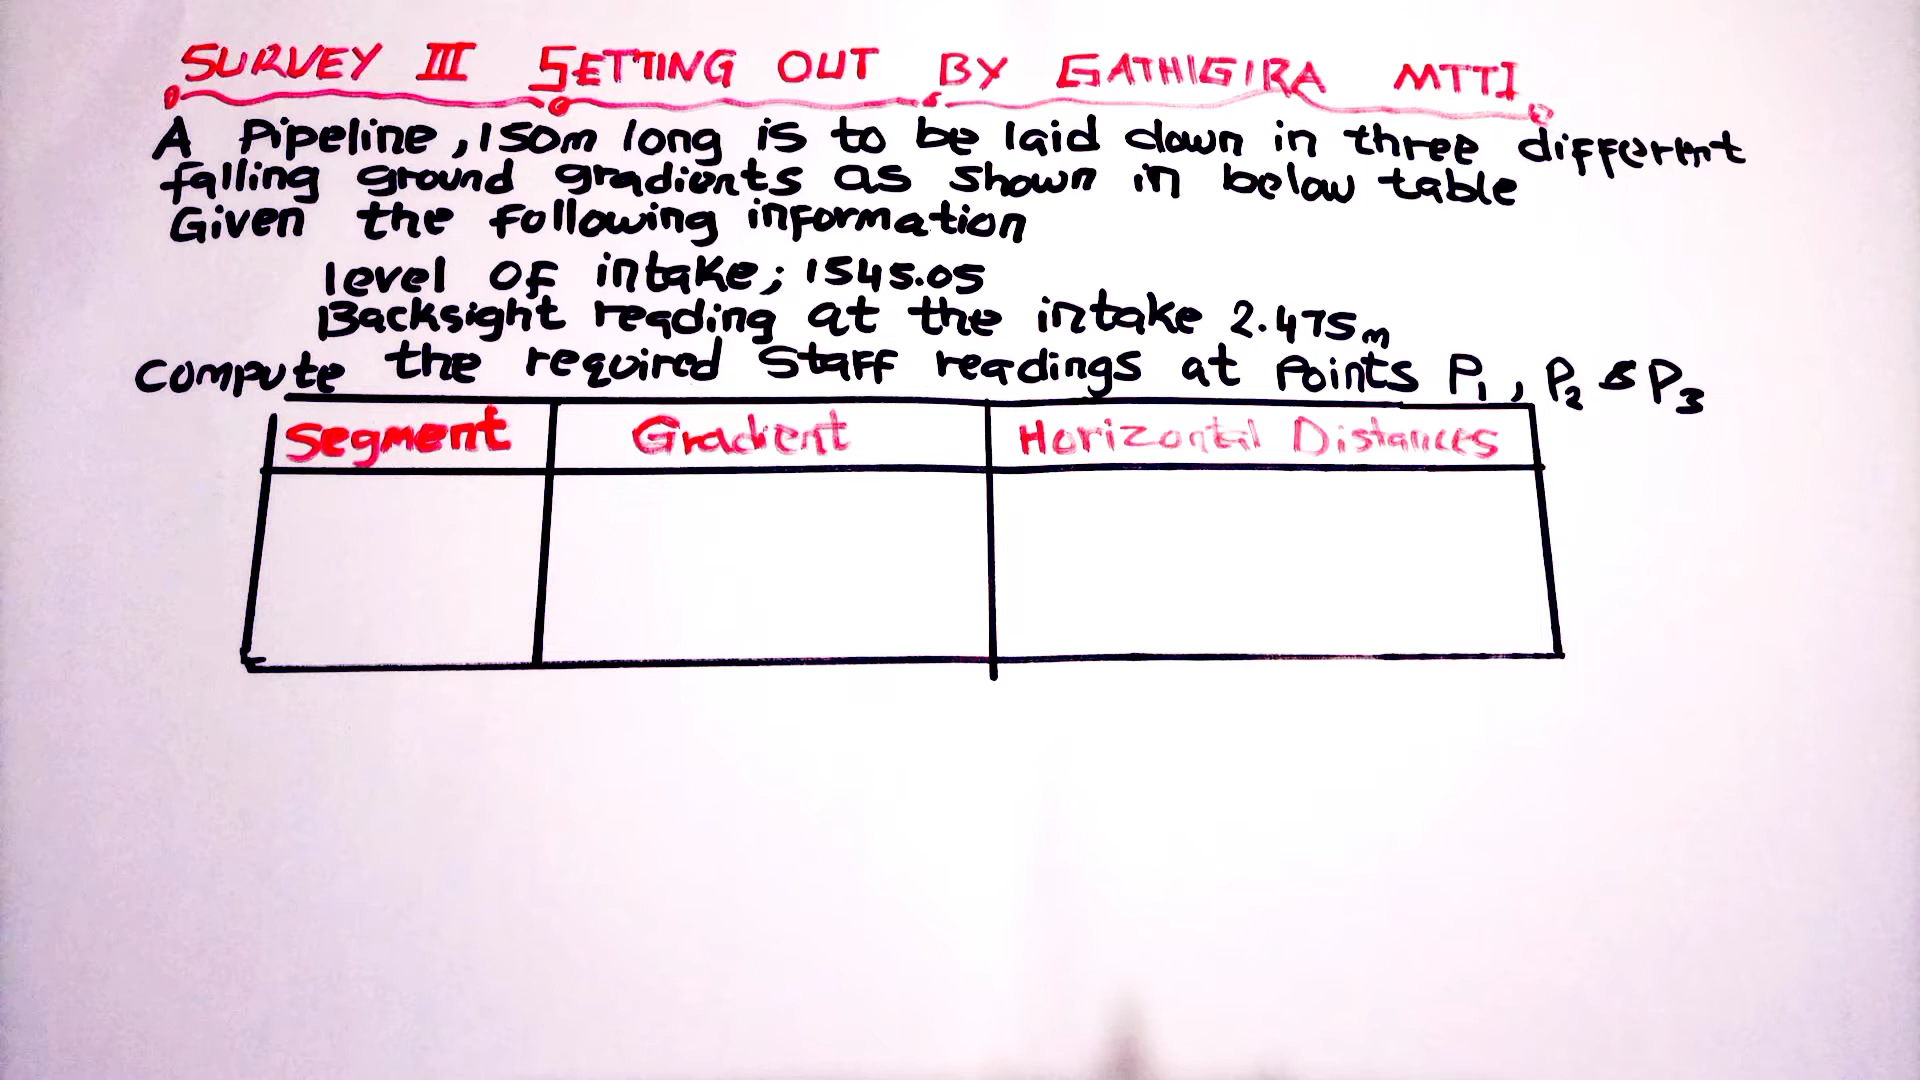 SURVEY III SETTING OUT BY GATHIGIRA MTTI
A Pipeline, 150m long is to be laid down in three different
falling ground gradients as shown in below table
Given the following information
level of intake; 1545.05
Backsight reading at the intake 2.475m
compute the required staff readings at Points P1, P2 & P3
Segment Gradient Horizontal Distances